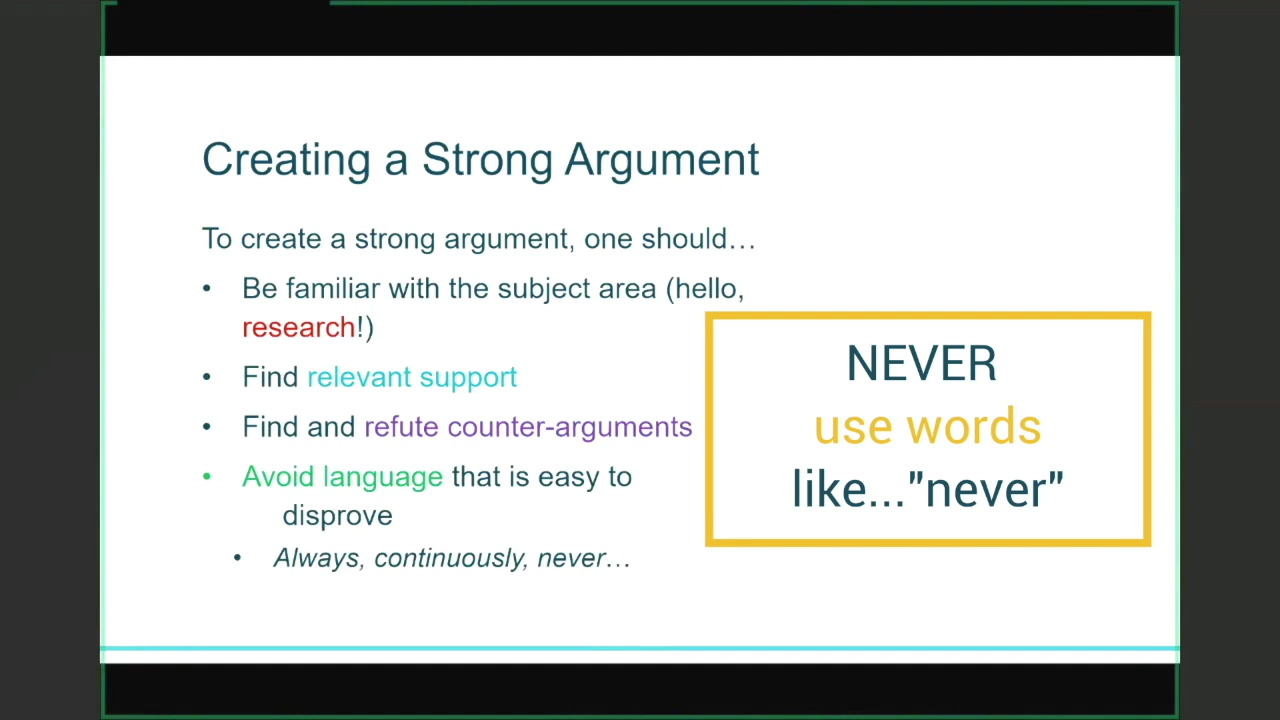 Creating a Strong Argument
To create a strong argument, one should…
• Be familiar with the subject area (hello,
research!)
• Find relevant support
• Find and refute counter-arguments
• Avoid language that is easy to
disprove
• Always, continuously, never…
NEVER
use words
like..."never"